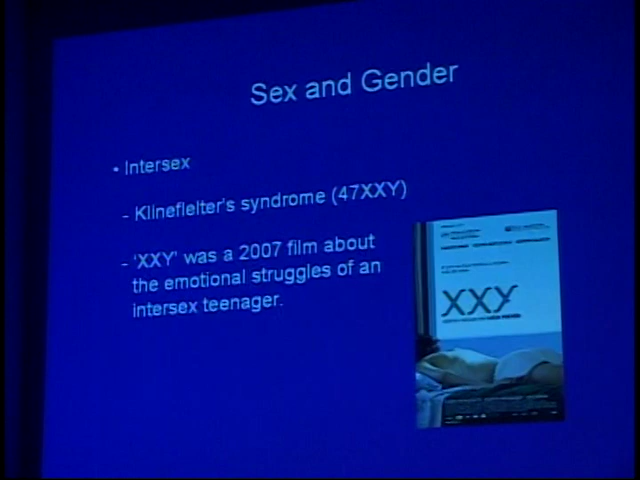 Sex and Gender
• Intersex
- Klinefielter's syndrome (47XXY)
- 'XXY' was a 2007 film about
the emotional struggles of an
intersex teenager.
XXY